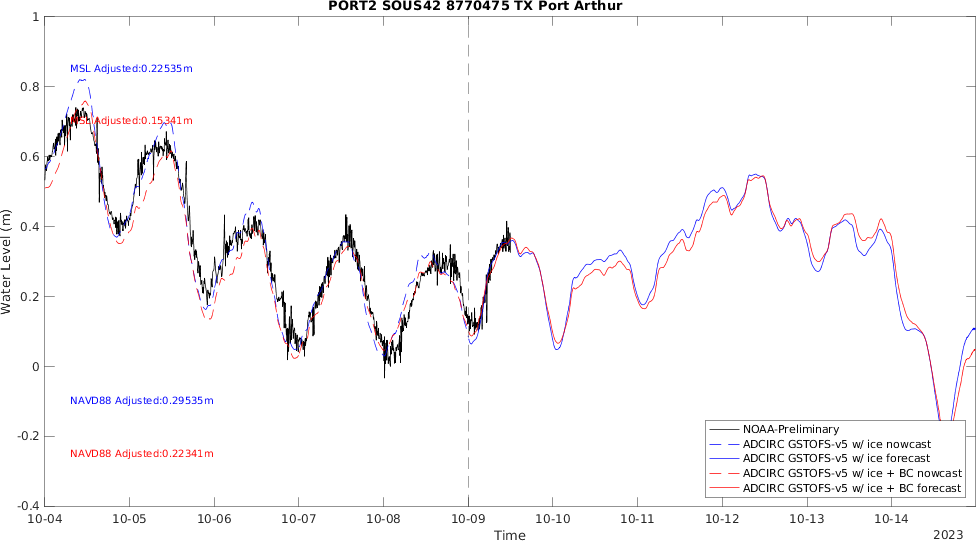 PORT2 SOUS42 8770475 TX Port Arthur
Water Level (m)
1
0.8
0.6
0.4
0.2
0
-0.2
-0.4
MSL Adjusted:0.22535m
MSL Adjusted:0.15341m
NAVD88 Adjusted:0.29535m
NAVD88 Adjusted:0.22341m
NOAA-Preliminary
ADCIRC GSTOFS-v5 w/ ice nowcast
ADCIRC GSTOFS-v5 w/ ice forecast
ADCIRC GSTOFS-v5 w/ ice + BC nowcast
ADCIRC GSTOFS-v5 w/ ice + BC forecast
10-04 10-05 10-06 10-07 10-08 10-09 10-10 10-11 10-12 10-13 10-14
Time
2023